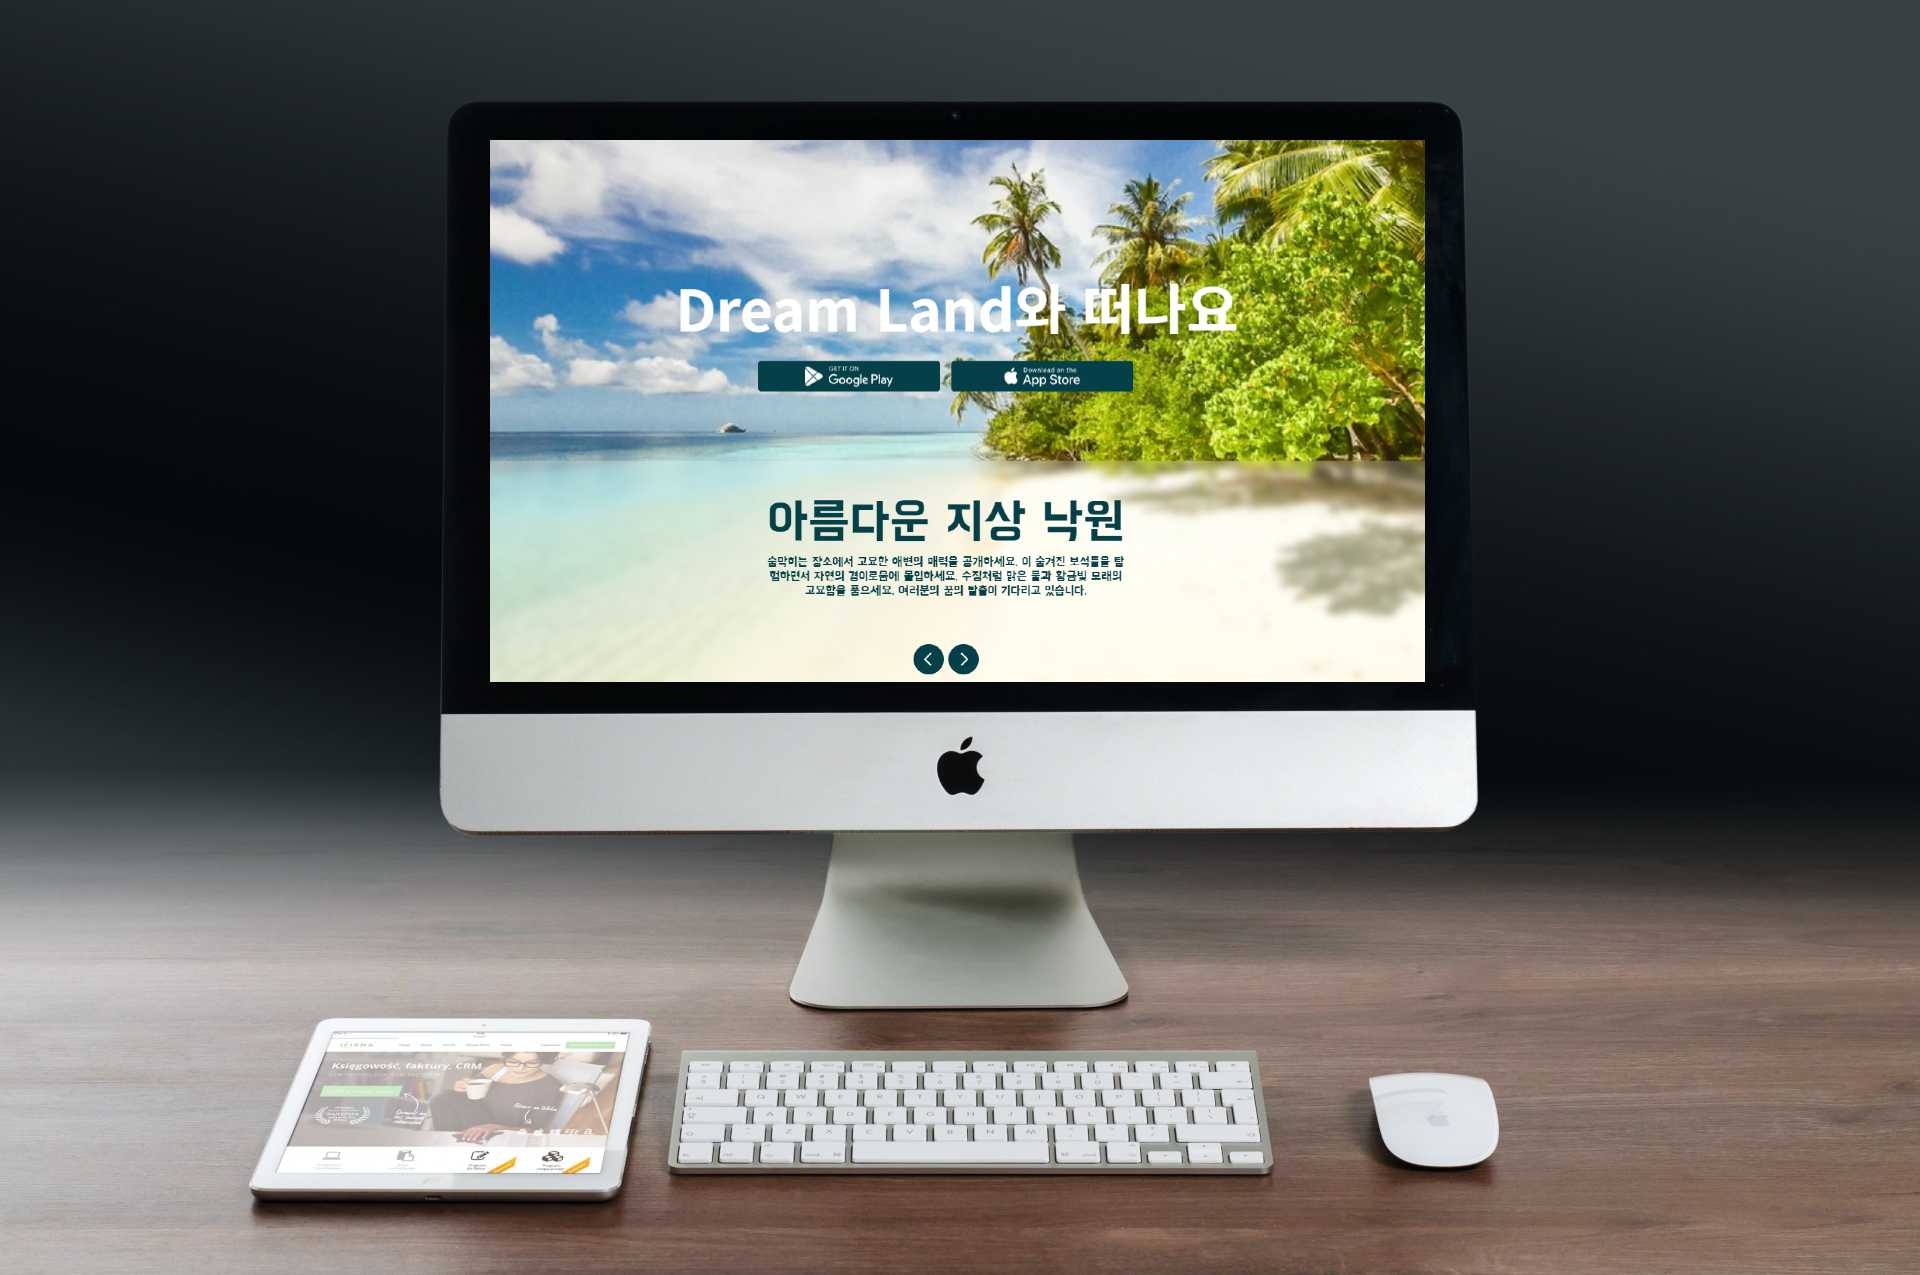 Dream Land와 떠나요
GET IT ON
Google Play
Download on the
App Store
아름다운 지상 낙원
숨막히는 장소에서 고요한 해변의 매력을 공개하세요. 이 숨겨진 보석들을 탐
험하면서 자연의 경이로움에 몰입하세요. 수정처럼 맑은 물과 황금빛 모래의
고요함을 품으세요. 여러분의 꿈의 탈출이 기다리고 있습니다.
Księgowość, faktury, CRM
Q W E R T Y U I O P
A S D F G H J K L
Z X C V B N M